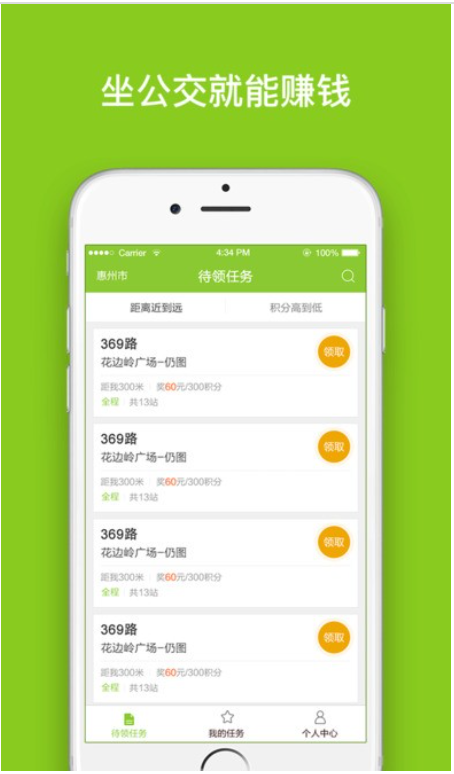 坐公交就能赚钱
Carrier 4:34 PM 100%
惠州市 待领任务
距离近到远 积分高到低
369路
花边岭广场-仍图
领取
距我300米 奖60元/300积分
全程 共13站
369路
花边岭广场-仍图
领取
距我300米 奖60元/300积分
全程 共13站
369路
花边岭广场-仍图
领取
距我300米 奖60元/300积分
全程 共13站
369路
花边岭广场-仍图
领取
距我300米 奖60元/300积分
全程 共13站
待领任务 我的任务 个人中心